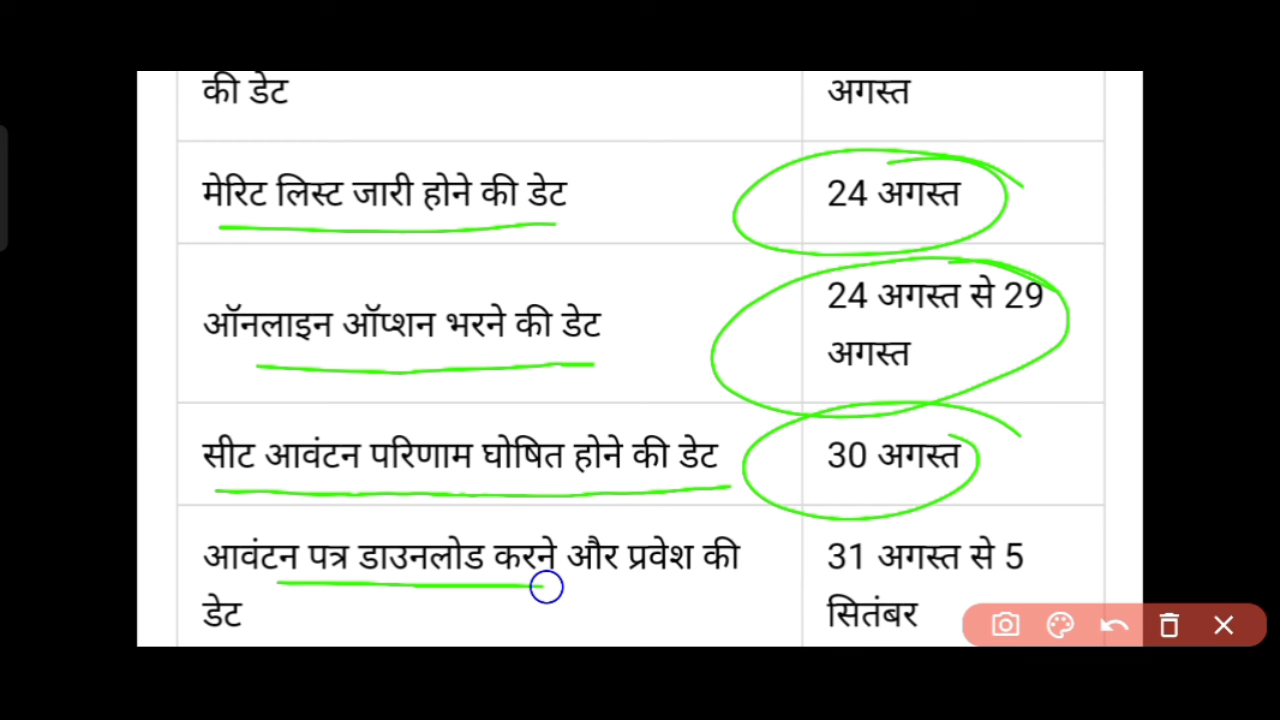 की डेट
अगस्त
मेरिट लिस्ट जारी होने की डेट
24 अगस्त
ऑनलाइन ऑप्शन भरने की डेट
24 अगस्त से 29
अगस्त
सीट आवंटन परिणाम घोषित होने की डेट
30 अगस्त
आवंटन पत्र डाउनलोड करने और प्रवेश की
डेट
31 अगस्त से 5
सितंबर